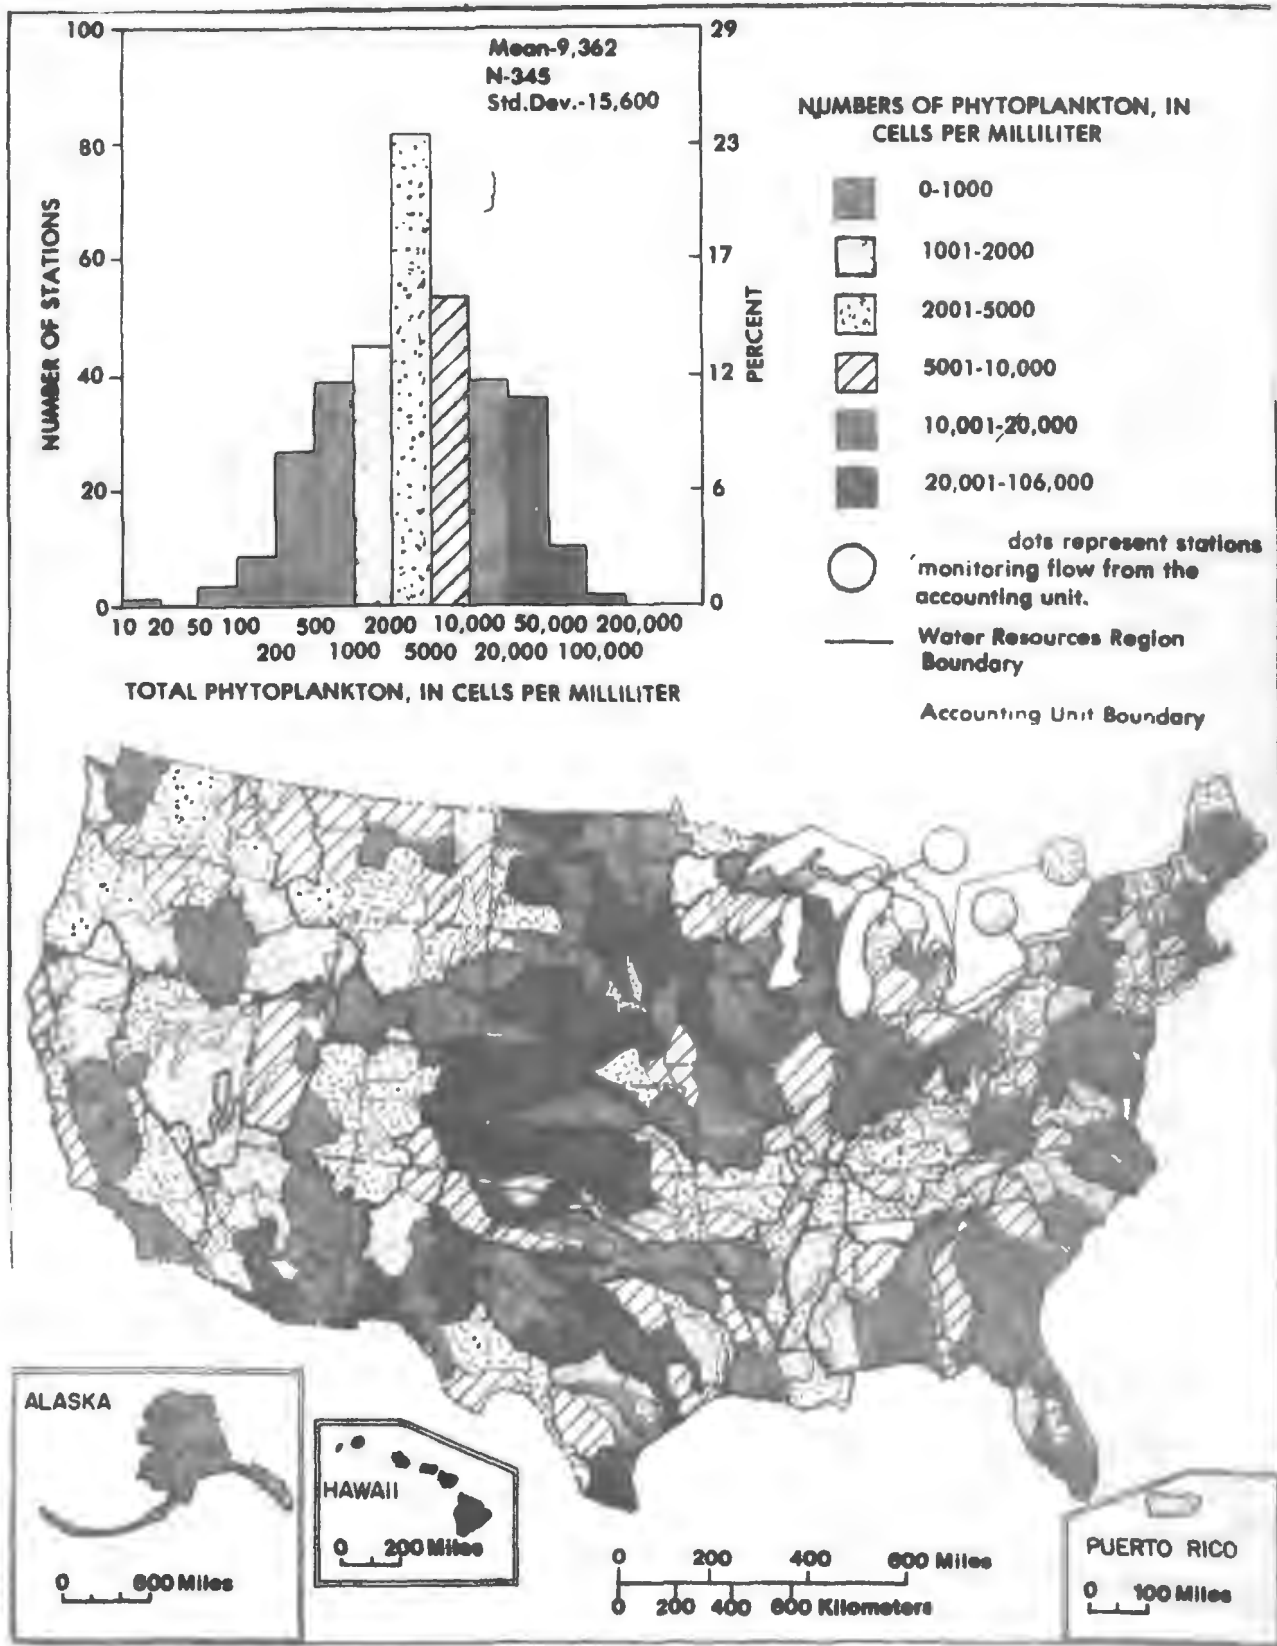 100
80
60
40
20
0
NUMBER OF STATIONS
Mean-9,362
N-345
Std.Dev.-15,600
29
23
17
12
6
0
PERCENT
10 20 50 100 500 2000 10,000 50,000 200,000
200 1000 5000 20,000 100,000
TOTAL PHYTOPLANKTON, IN CELLS PER MILLILITER
NUMBERS OF PHYTOPLANKTON, IN
CELLS PER MILLILITER
0-1000
1001-2000
2001-5000
5001-10,000
10,001-20,000
20,001-106,000
dots represent stations
monitoring flow from the
accounting unit.
Water Resources Region
Boundary
Accounting Unit Boundary
ALASKA
0 600 Miles
HAWAII
0 200 Miles
0 200 400 600 Miles
0 200 400 600 Kilometers
PUERTO RICO
0 100 Miles